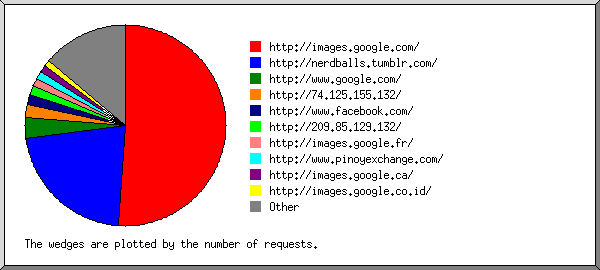 http://images.google.com/
http://nerdballs.tumblr.com/
http://www.google.com/
http://74.125.155.132/
http://www.facebook.com/
http://209.85.129.132/
http://images.google.fr/
http://www.pinoyexchange.com/
http://images.google.ca/
http://images.google.co.id/
Other
The wedges are plotted by the number of requests.